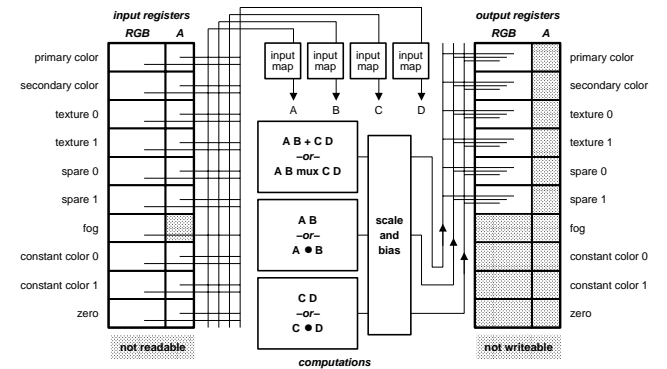 input registers
RGB A
primary color
secondary color
texture 0
texture 1
spare 0
spare 1
fog
constant color 0
constant color 1
zero
not readable
input map
input map
input map
input map
A B C D
A B + C D
–or–
A B mux C D
A B
–or–
A ● B
C D
–or–
C ● D
scale
and
bias
computations
output registers
RGB A
primary color
secondary color
texture 0
texture 1
spare 0
spare 1
fog
constant color 0
constant color 1
zero
not writeable